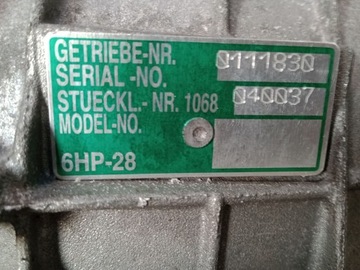 GETRIEBE-NR. 0111830
SERIAL -NO.
STUECKL.- NR. 1068 040037
MODEL-NO.
6HP-28